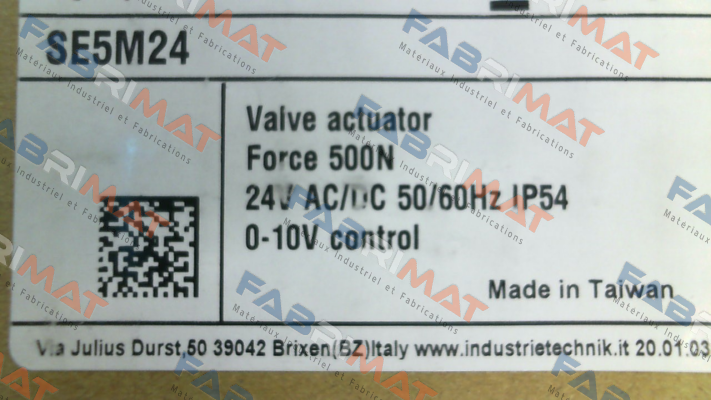 SE5M24
Valve actuator
Force 500N
24V AC/DC 50/60Hz IP54
0-10V control
Made in Taiwan
Via Julius Durst,50 39042 Brixen(BZ)Italy www.industrietechnik.it 20.01.03
FABRIMAT
Matériaux Industriel et Fabrications